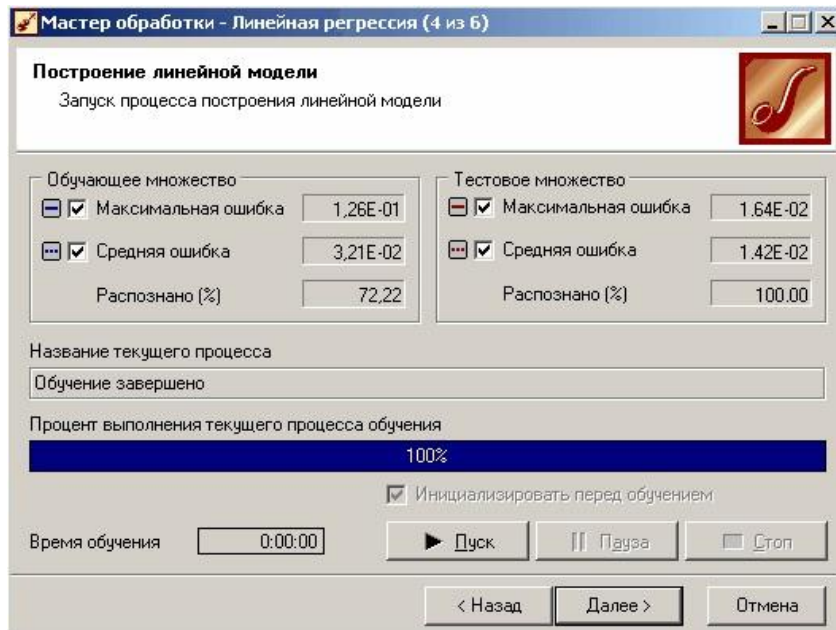 Мастер обработки - Линейная регрессия (4 из 6)
Построение линейной модели
Запуск процесса построения линейной модели
Обучающее множество
Максимальная ошибка 1,26E-01
Средняя ошибка 3,21E-02
Распознано (%) 72,22
Тестовое множество
Максимальная ошибка 1.64E-02
Средняя ошибка 1.42E-02
Распознано (%) 100.00
Название текущего процесса
Обучение завершено
Процент выполнения текущего процесса обучения
100%
Инициализировать перед обучением
Время обучения 0:00:00 Пуск Пауза Стоп
< Назад Далее > Отмена